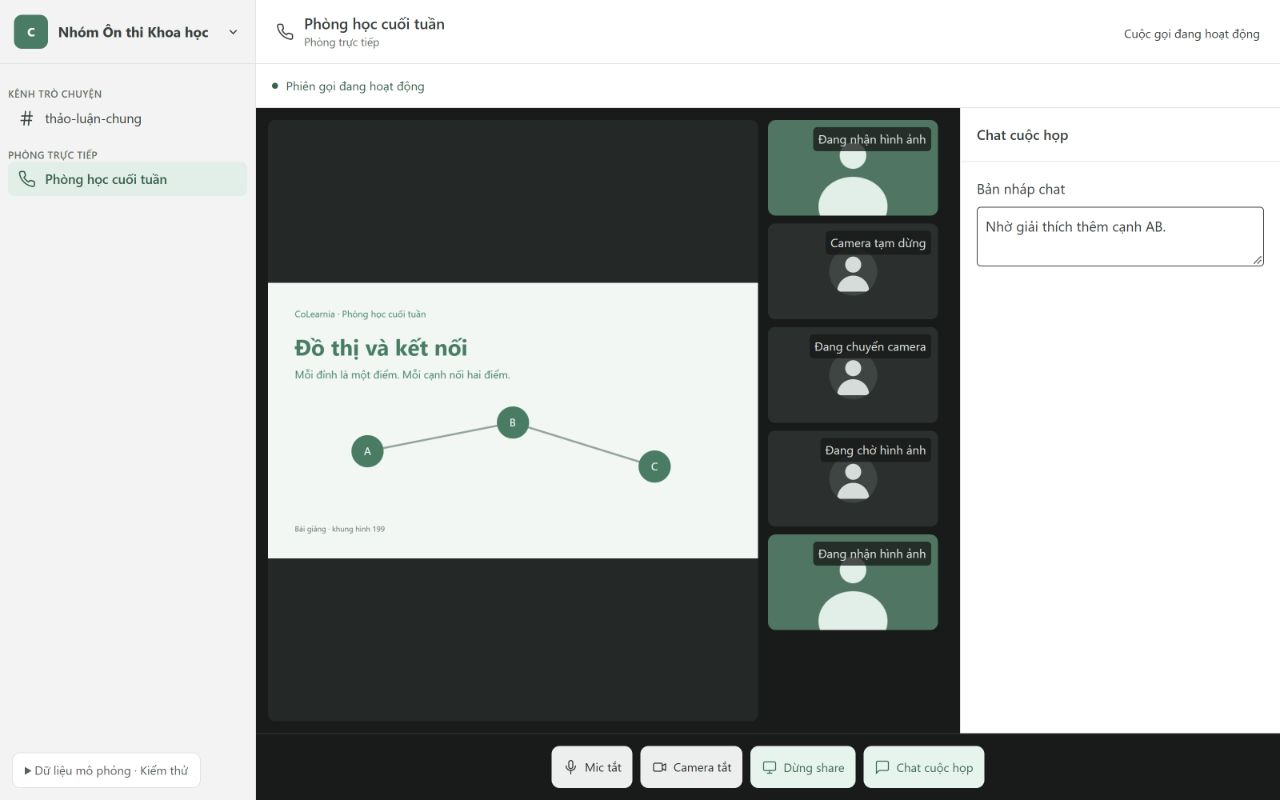 C
Nhóm Ôn thi Khoa học
KÊNH TRÒ CHUYỆN
# thảo-luận-chung
PHÒNG TRỰC TIẾP
Phòng học cuối tuần
Dữ liệu mô phỏng · Kiểm thử
Phòng học cuối tuần
Phòng trực tiếp
Cuộc gọi đang hoạt động
Phiên gọi đang hoạt động
CoLearnia · Phòng học cuối tuần
Đồ thị và kết nối
Mỗi đỉnh là một điểm. Mỗi cạnh nối hai điểm.
A
B
C
Bài giảng · khung hình 199
Đang nhận hình ảnh
Camera tạm dừng
Đang chuyển camera
Đang chờ hình ảnh
Đang nhận hình ảnh
Chat cuộc họp
Bản nháp chat
Nhờ giải thích thêm cạnh AB.
Mic tắt
Camera tắt
Dừng share
Chat cuộc họp